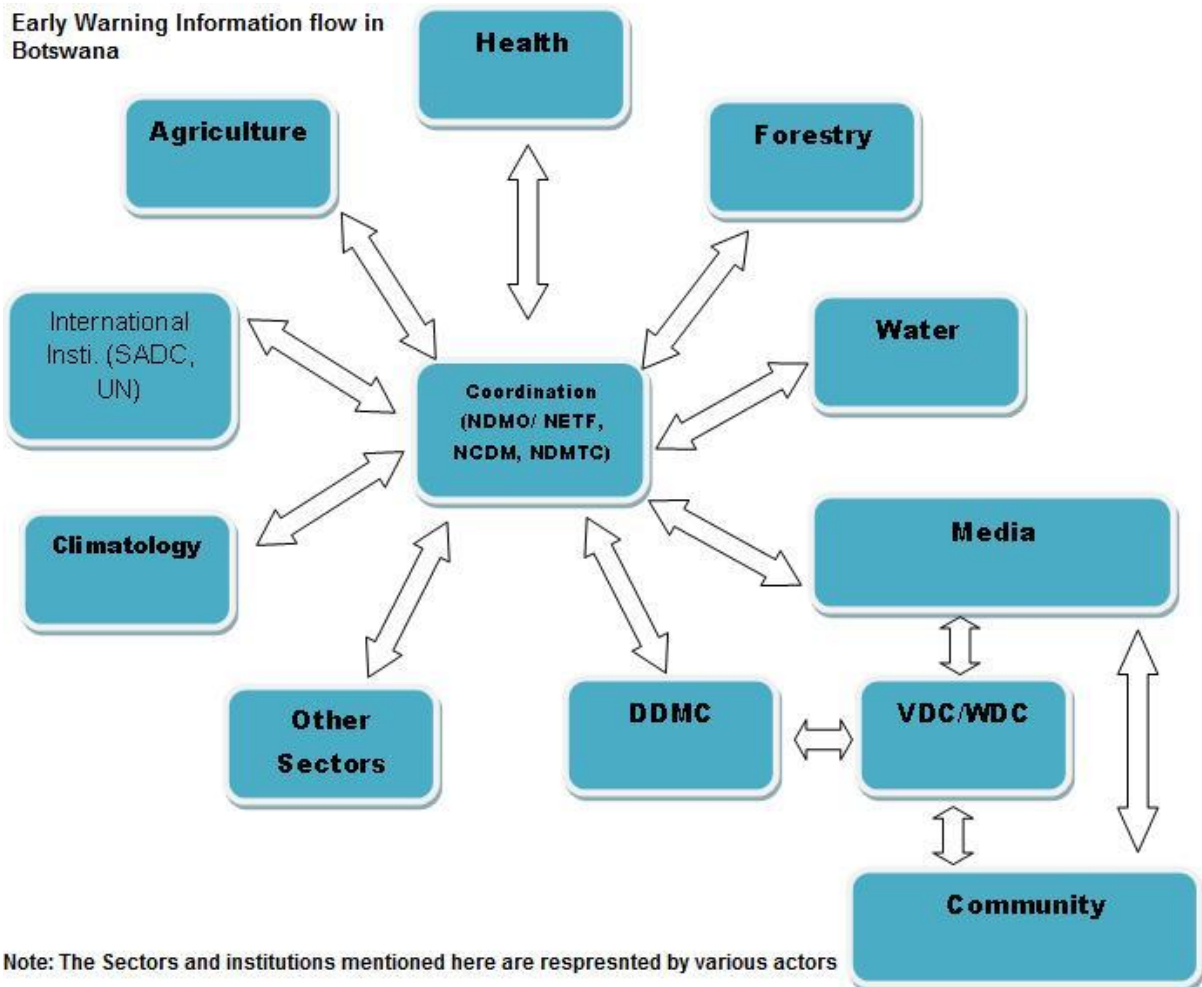 Early Warning Information flow in
Botswana
Health
Agriculture
Forestry
International
Insti. (SADC,
UN)
Water
Coordination
(NDMO/ NETF,
NCDM, NDMTC)
Climatology
Media
Other
Sectors
DDMC
VDC/WDC
Community
Note: The Sectors and institutions mentioned here are respresnted by various actors